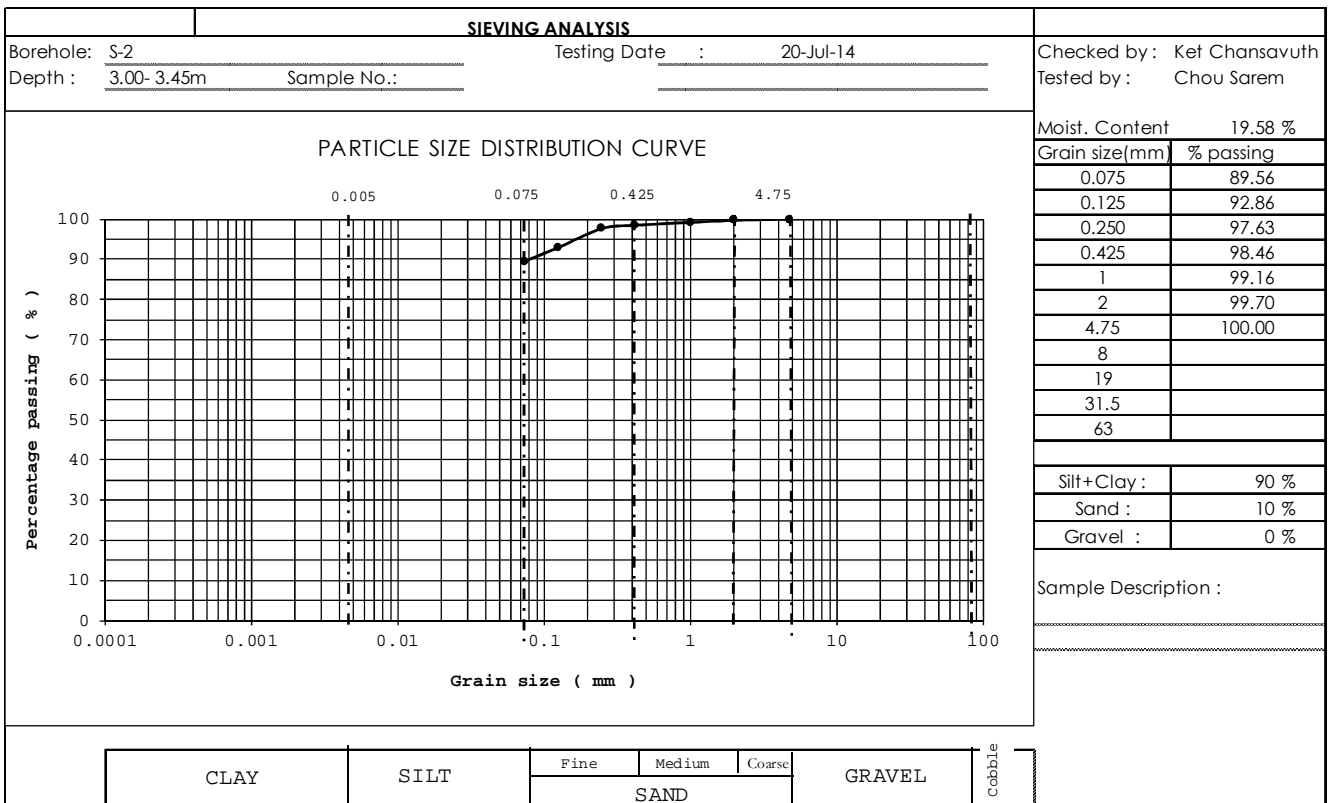 SIEVING ANALYSIS
Borehole: S-2 Testing Date : 20-Jul-14
Depth : 3.00- 3.45m Sample No.:
Checked by : Ket Chansavuth
Tested by : Chou Sarem
PARTICLE SIZE DISTRIBUTION CURVE
0.005 0.075 0.425 4.75
100
90
80
70
60
50
40
30
20
10
0
Percentage passing ( % )
0.0001 0.001 0.01 0.1 1 10 100
Grain size ( mm )
Moist. Content 19.58 %
Grain size(mm) % passing
0.075 89.56
0.125 92.86
0.250 97.63
0.425 98.46
1 99.16
2 99.70
4.75 100.00
8
19
31.5
63
Silt+Clay : 90 %
Sand : 10 %
Gravel : 0 %
Sample Description :
CLAY SILT Fine Medium Coarse GRAVEL Cobble
SAND